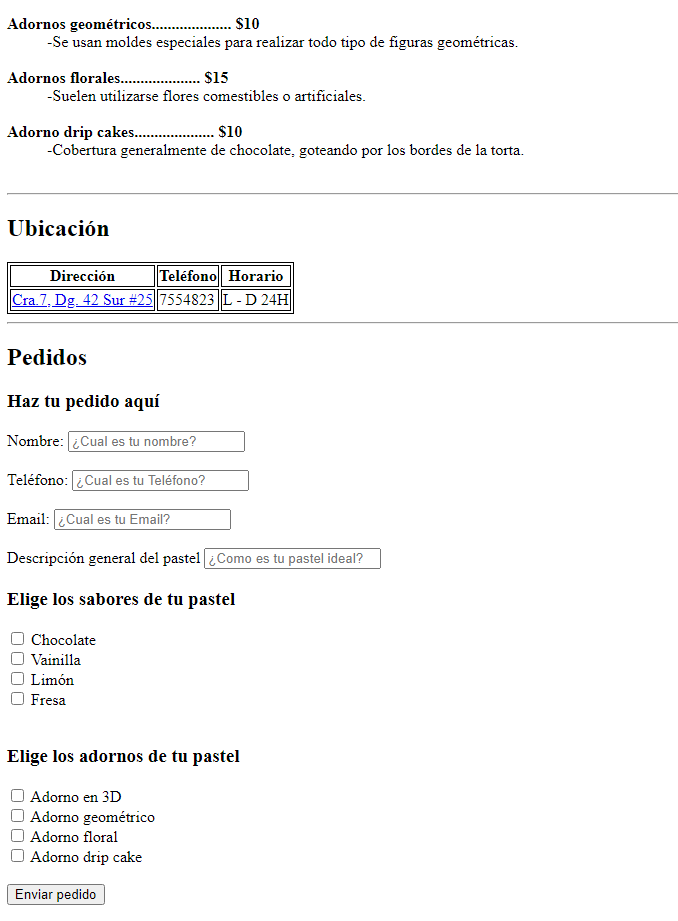 Adornos geométricos.................... $10
-Se usan moldes especiales para realizar todo tipo de figuras geométricas.
Adornos florales.................... $15
-Suelen utilizarse flores comestibles o artificiales.
Adorno drip cakes.................... $10
-Cobertura generalmente de chocolate, goteando por los bordes de la torta.
Ubicación
Dirección Teléfono Horario
Cra.7, Dg. 42 Sur #25 7554823 L - D 24H
Pedidos
Haz tu pedido aquí
Nombre: ¿Cual es tu nombre?
Teléfono: ¿Cual es tu Teléfono?
Email: ¿Cual es tu Email?
Descripción general del pastel ¿Como es tu pastel ideal?
Elige los sabores de tu pastel
Chocolate
Vainilla
Limón
Fresa
Elige los adornos de tu pastel
Adorno en 3D
Adorno geométrico
Adorno floral
Adorno drip cake
Enviar pedido